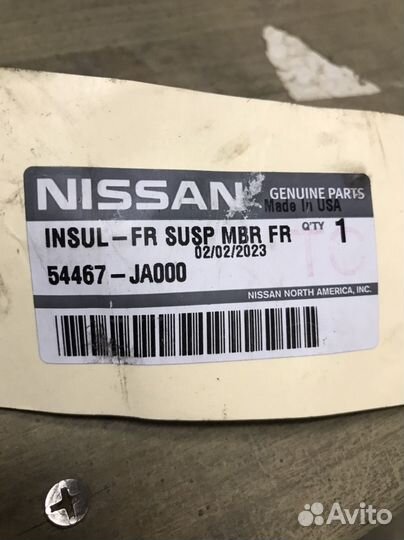 NISSAN
GENUINE PARTS
Made In USA
INSUL-FR SUSP MBR FR
Q'TY 1
02/02/2023
54467-JA000
NISSAN NORTH AMERICA, INC.
Avito